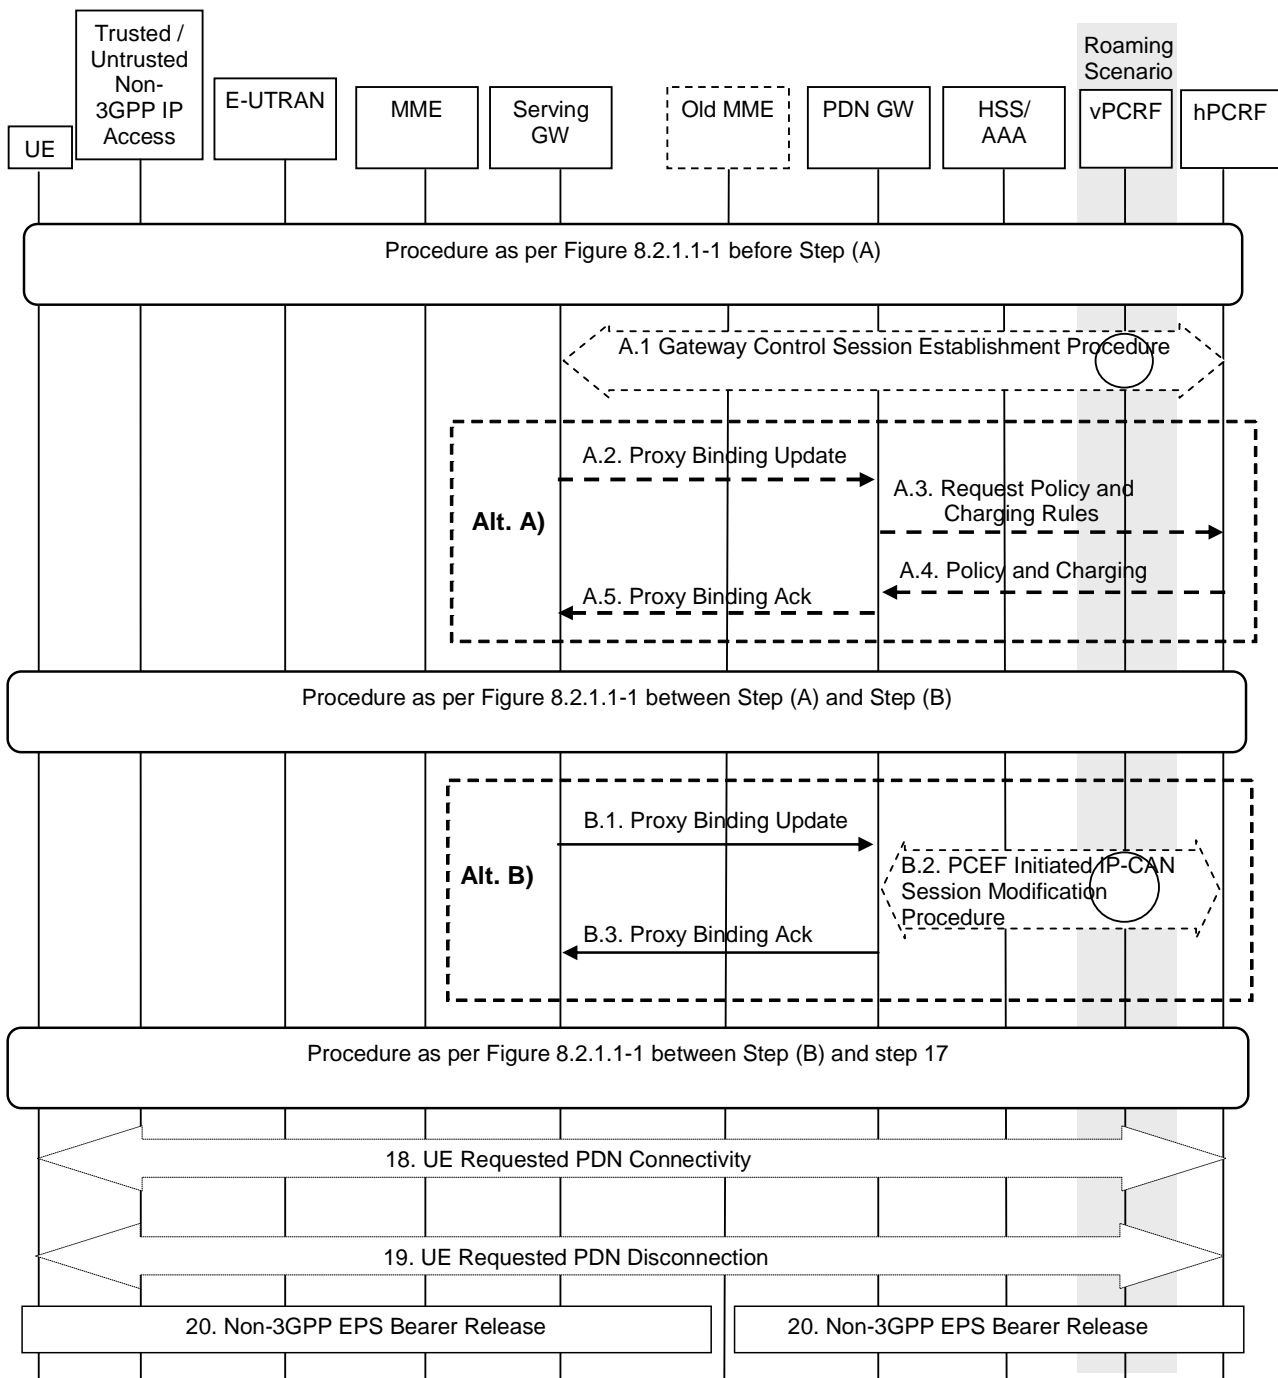 Roaming
Scenario
Trusted /
Untrusted
Non-
3GPP IP
Access
UE
E-UTRAN
MME
Serving
GW
Old MME
PDN GW
HSS/
AAA
vPCRF
hPCRF
Procedure as per Figure 8.2.1.1-1 before Step (A)
A.1 Gateway Control Session Establishment Procedure
Alt. A)
A.2. Proxy Binding Update
A.3. Request Policy and
Charging Rules
A.4. Policy and Charging
A.5. Proxy Binding Ack
Procedure as per Figure 8.2.1.1-1 between Step (A) and Step (B)
Alt. B)
B.1. Proxy Binding Update
B.2. PCEF Initiated IP-CAN
Session Modification
Procedure
B.3. Proxy Binding Ack
Procedure as per Figure 8.2.1.1-1 between Step (B) and step 17
18. UE Requested PDN Connectivity
19. UE Requested PDN Disconnection
20. Non-3GPP EPS Bearer Release
20. Non-3GPP EPS Bearer Release